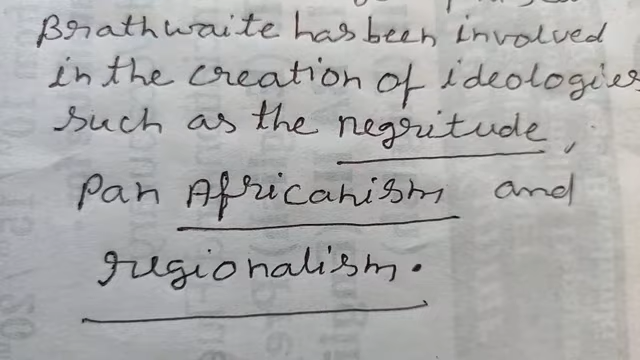 Brathwaite has been involved
in the creation of ideologies
such as the negritude,
Pan Africanism and
regionalism.